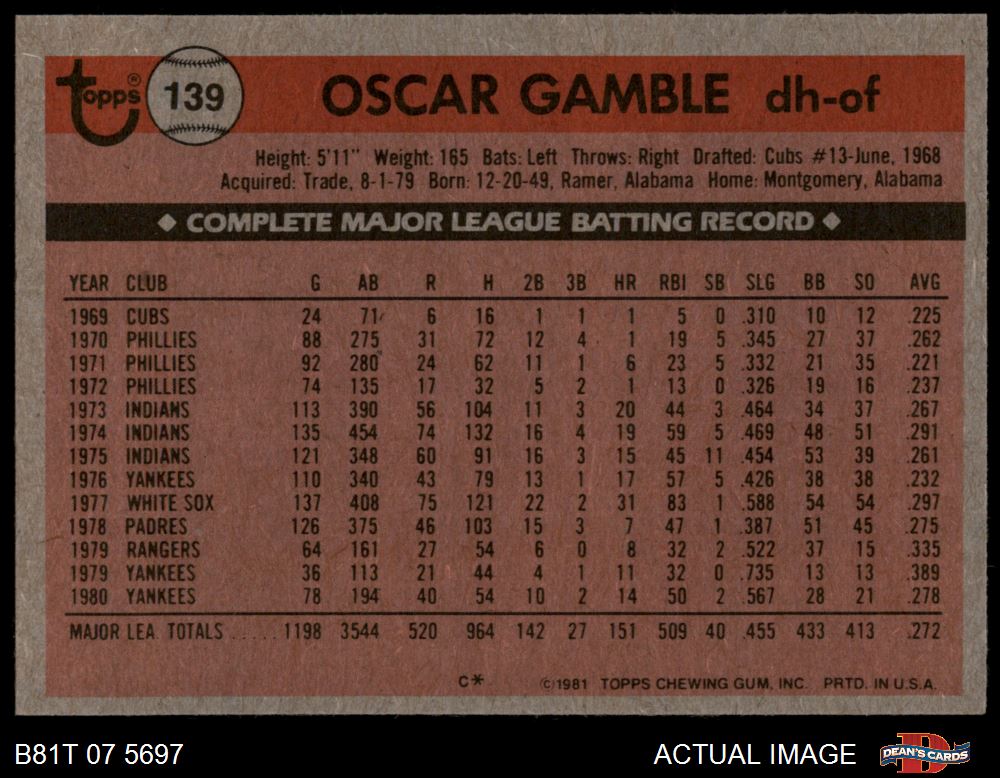 Topps® 139 OSCAR GAMBLE dh-of
Height: 5'11" Weight: 165 Bats: Left Throws: Right Drafted: Cubs #13-June, 1968
Acquired: Trade, 8-1-79 Born: 12-20-49, Ramer, Alabama Home: Montgomery, Alabama
◆ COMPLETE MAJOR LEAGUE BATTING RECORD ◆
YEAR CLUB G AB R H 2B 3B HR RBI SB SLG BB SO AVG
1969 CUBS 24 71 6 16 1 1 1 5 0 .310 10 12 .225
1970 PHILLIES 88 275 31 72 12 4 1 19 5 .345 27 37 .262
1971 PHILLIES 92 280 24 62 11 1 6 23 5 .332 21 35 .221
1972 PHILLIES 74 135 17 32 5 2 1 13 0 .326 19 16 .237
1973 INDIANS 113 390 56 104 11 3 20 44 3 .464 34 37 .267
1974 INDIANS 135 454 74 132 16 4 19 59 5 .469 48 51 .291
1975 INDIANS 121 348 60 91 16 3 15 45 11 .454 53 39 .261
1976 YANKEES 110 340 43 79 13 1 17 57 5 .426 38 38 .232
1977 WHITE SOX 137 408 75 121 22 2 31 83 1 .588 54 54 .297
1978 PADRES 126 375 46 103 15 3 7 47 1 .387 51 45 .275
1979 RANGERS 64 161 27 54 6 0 8 32 2 .522 37 15 .335
1979 YANKEES 36 113 21 44 4 1 11 32 0 .735 13 13 .389
1980 YANKEES 78 194 40 54 10 2 14 50 2 .567 28 21 .278
MAJOR LEA. TOTALS ..... 1198 3544 520 964 142 27 151 509 40 .455 433 413 .272
C* ©1981 TOPPS CHEWING GUM, INC. PRTD. IN U.S.A.
B81T 07 5697 ACTUAL IMAGE D DEAN'S CARDS